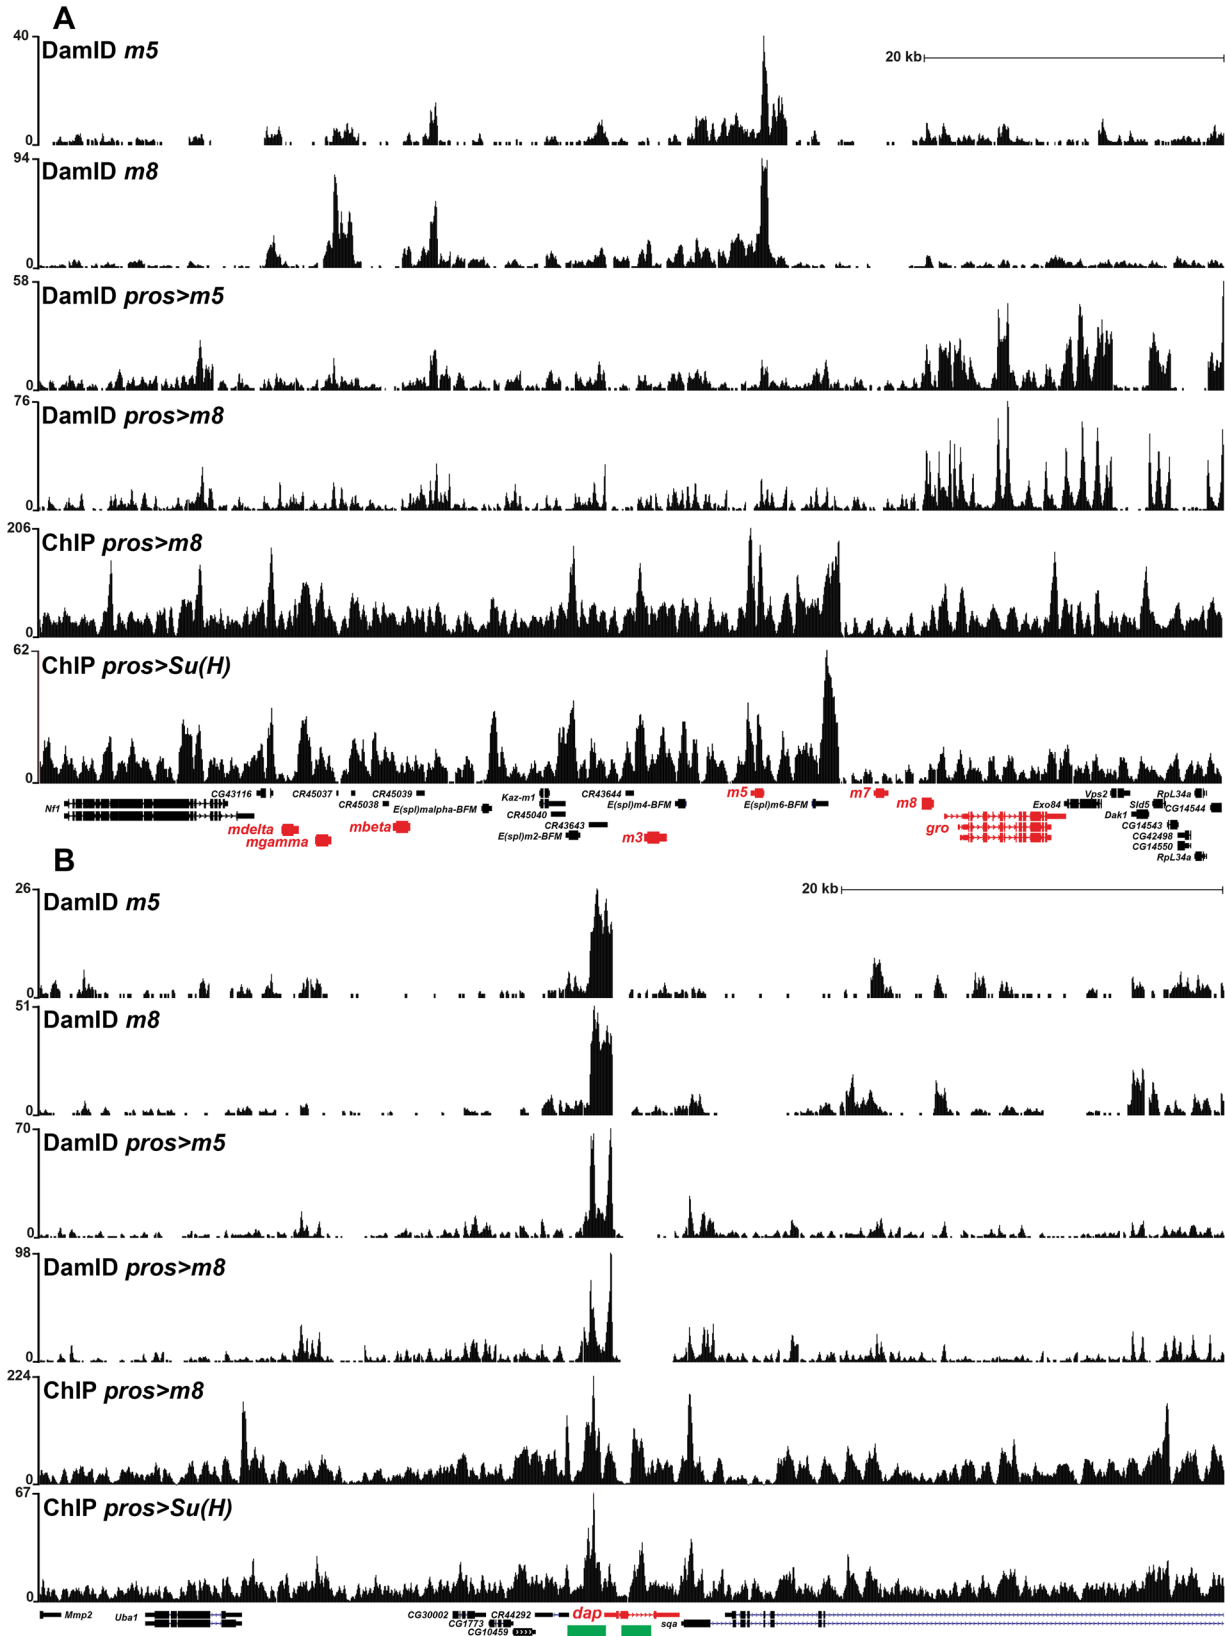 A
40
DamID m5
20 kb
0
94
DamID m8
0
58
DamID pros>m5
0
76
DamID pros>m8
0
206
ChIP pros>m8
0
62
ChIP pros>Su(H)
0
CG43116 CR45037 CR45039 Kaz-m1 CR43644 m5 m7 Vps2 RpL34a
Nf1 CR45038 E(spl)malpha-BFM E(spl)m4-BFM E(spl)m6-BFM m8 Exo84 Sld5 CG14544
CR45040 Dak1
mdelta mbeta CR43643 gro CG14543
mgamma E(spl)m2-BFM m3 CG42498
CG14550
RpL34a
B
26
DamID m5
20 kb
0
51
DamID m8
0
70
DamID pros>m5
0
98
DamID pros>m8
0
224
ChIP pros>m8
0
67
ChIP pros>Su(H)
0
Mmp2 Uba1 CG30002 CR44292 dap
CG1773 sqa
CG10459